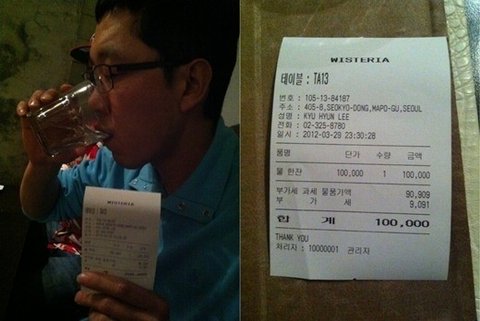 WISTERIA
테이블 : TA13
번호 : 105-13-84187
주소 : 405-8,SEOKYO-DONG,MAPO-GU,SEOUL
성명 : KYU HYUN LEE
전화 : 02-325-8780
일시 : 2012-03-29 23:30:28
품명 단가 수량 금액
물 한잔 100,000 1 100,000
부가세 과세 물품가액 90,909
부 가 세 9,091
합 계 100,000
THANK YOU
처리자 : 10000001 관리자
WISTERIA